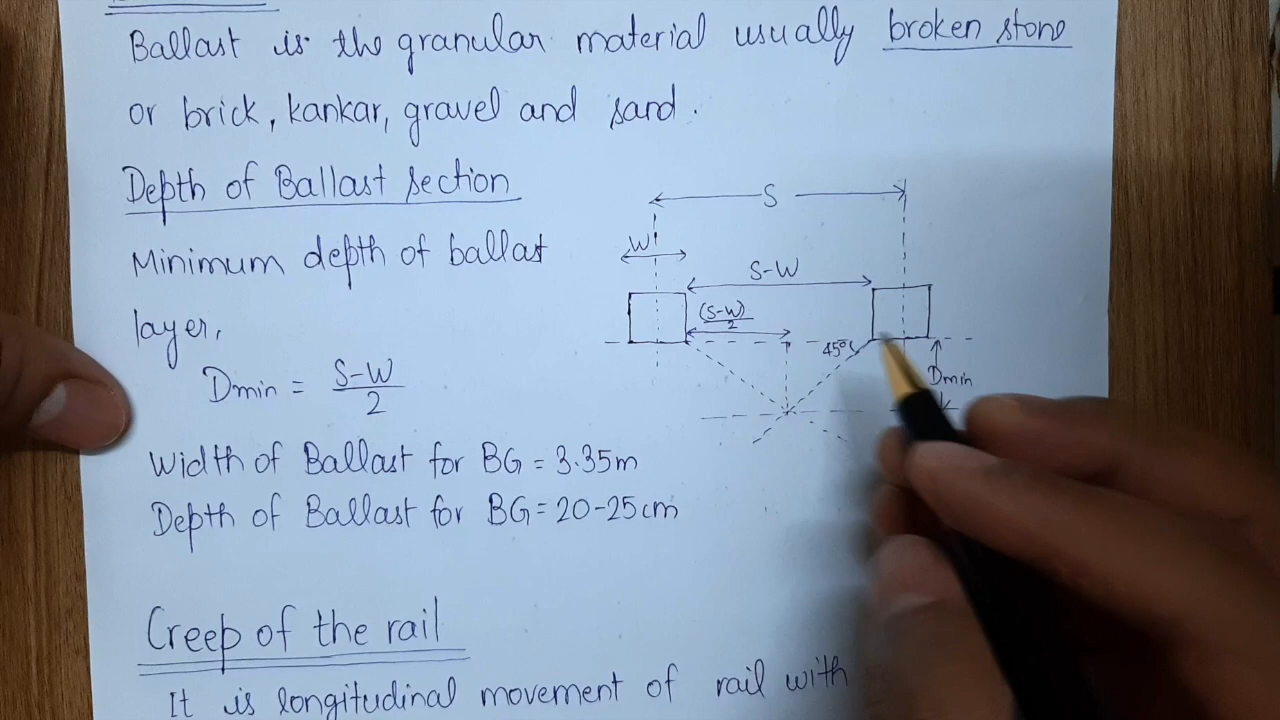 Ballast is the granular material usually broken stone
or brick, kankar, gravel and sand.
Depth of Ballast section
Minimum depth of ballast
layer,
Dmin = S-W
2
Width of Ballast for BG = 3.35m
Depth of Ballast for BG = 20-25cm
S
W
S-W
(S-W)
2
45°
Dmin
Creep of the rail
It is longitudinal movement of rail with